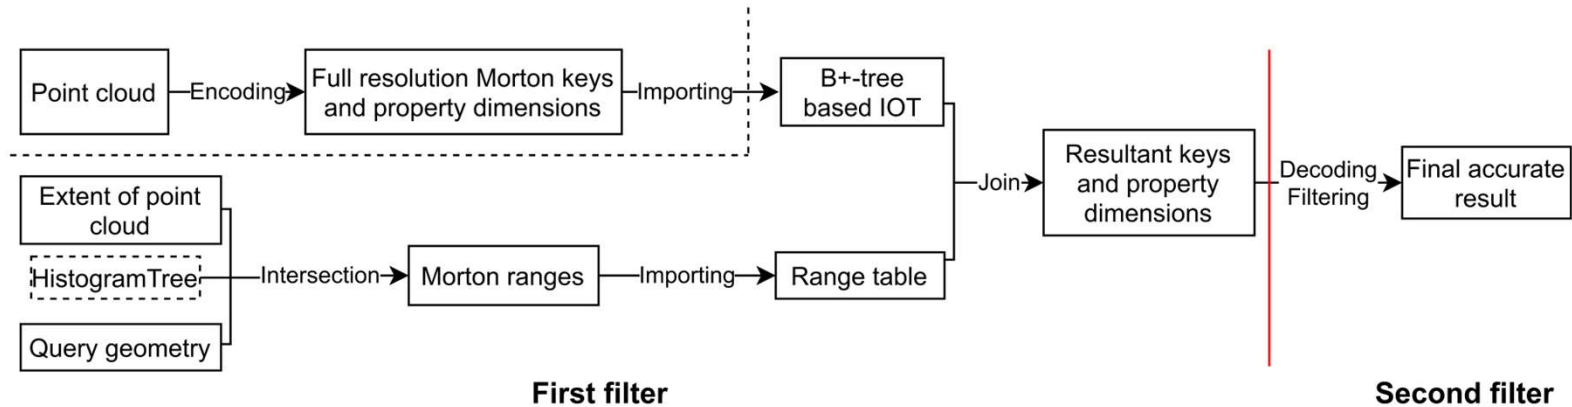 Point cloud
Encoding
Full resolution Morton keys
and property dimensions
Importing
B+-tree
based IOT
Extent of point
cloud
HistogramTree
Query geometry
Intersection
Morton ranges
Importing
Range table
Join
Resultant keys
and property
dimensions
Decoding
Filtering
Final accurate
result
First filter
Second filter